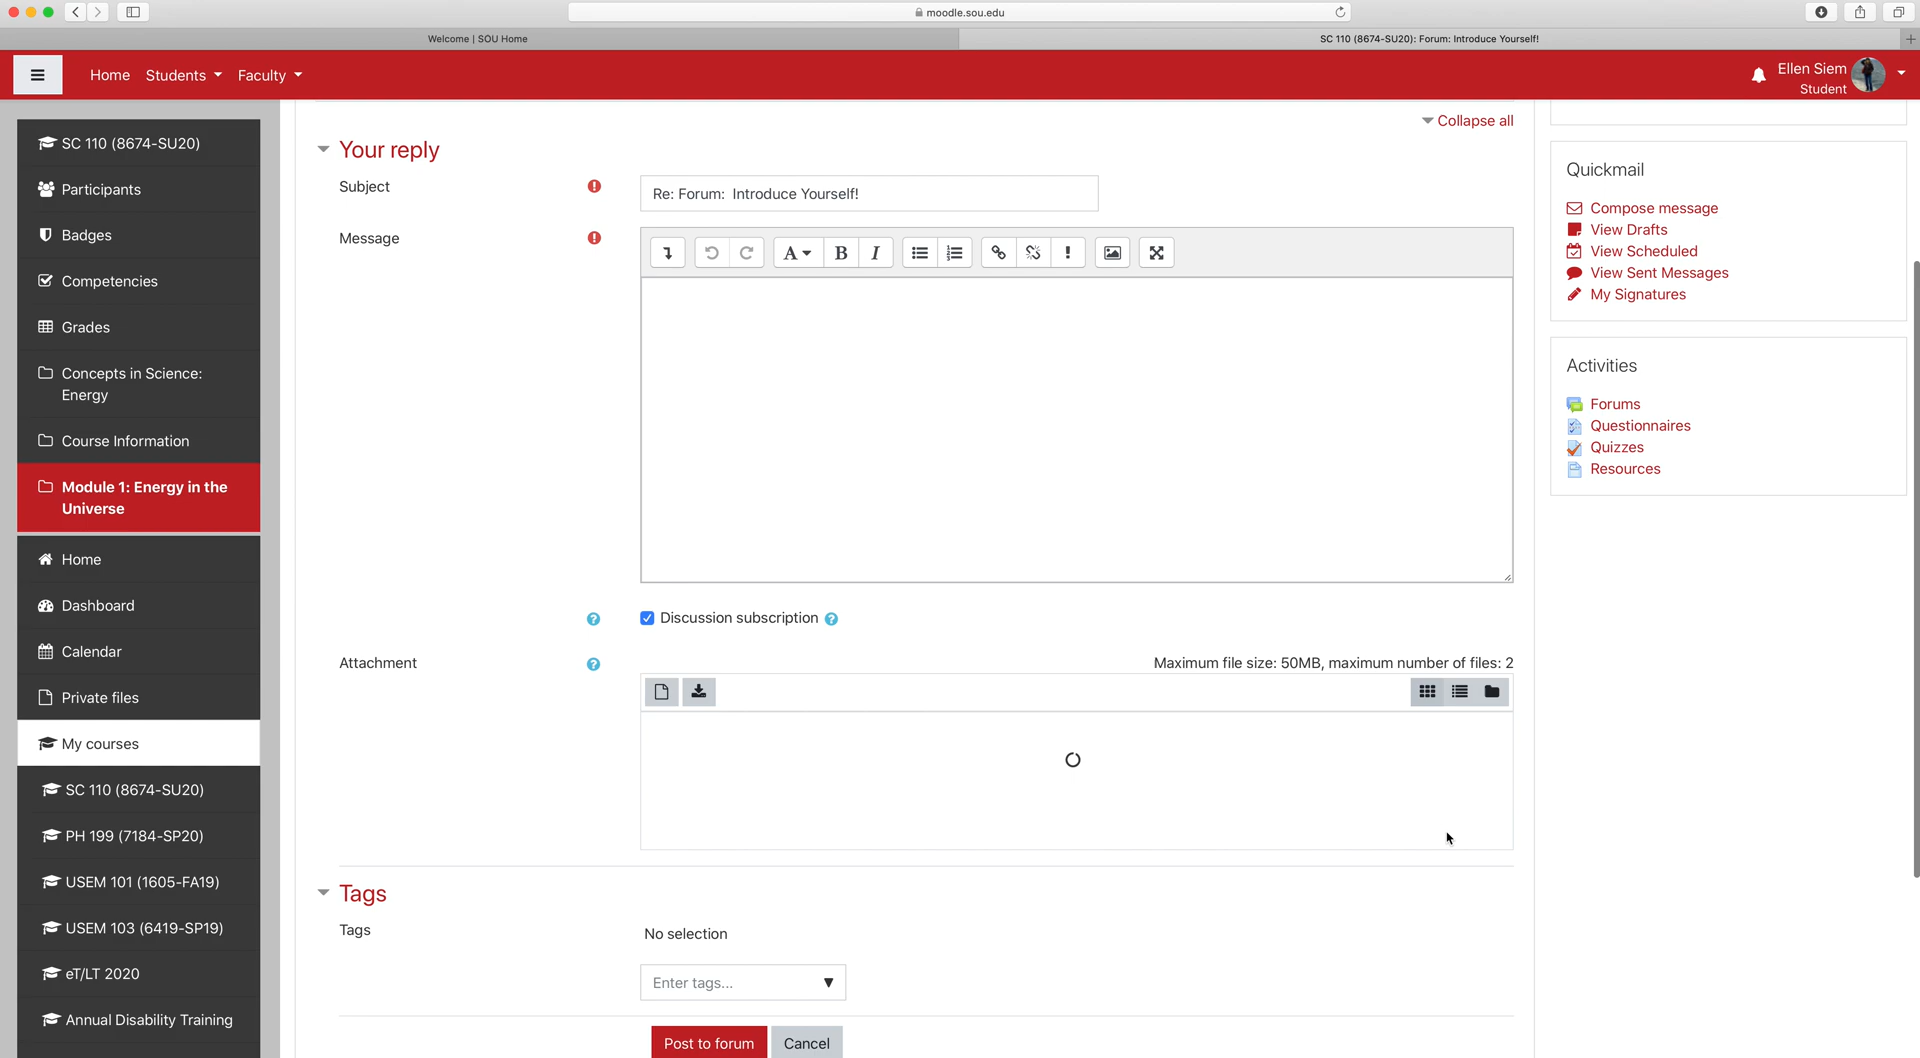 moodle.sou.edu
Welcome | SOU Home
SC 110 (8674-SU20): Forum: Introduce Yourself!
Home
Students
Faculty
Ellen Siem
Student
SC 110 (8674-SU20)
Participants
Badges
Competencies
Grades
Concepts in Science:
Energy
Course Information
Module 1: Energy in the
Universe
Home
Dashboard
Calendar
Private files
My courses
SC 110 (8674-SU20)
PH 199 (7184-SP20)
USEM 101 (1605-FA19)
USEM 103 (6419-SP19)
eT/LT 2020
Annual Disability Training
Collapse all
Your reply
Subject
Re: Forum: Introduce Yourself!
Message
A
B
I
Discussion subscription
Attachment
Maximum file size: 50MB, maximum number of files: 2
Tags
Tags
No selection
Enter tags...
Post to forum
Cancel
Quickmail
Compose message
View Drafts
View Scheduled
View Sent Messages
My Signatures
Activities
Forums
Questionnaires
Quizzes
Resources